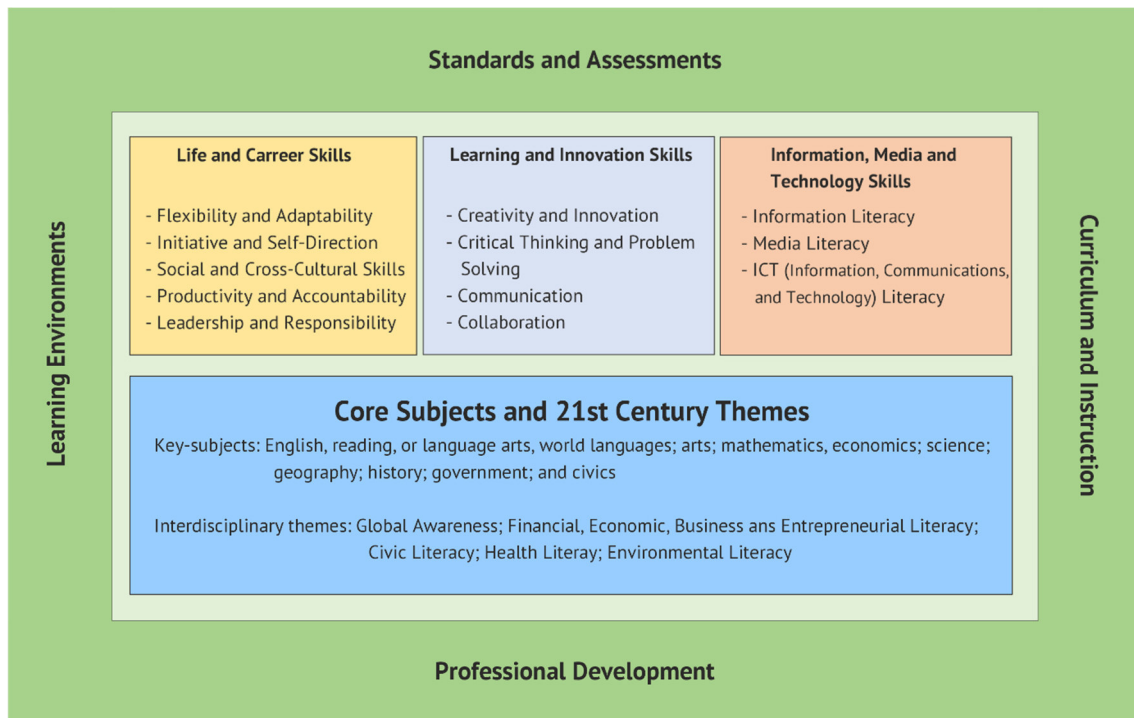 Standards and Assessments
Learning Environments
Life and Carreer Skills
- Flexibility and Adaptability
- Initiative and Self-Direction
- Social and Cross-Cultural Skills
- Productivity and Accountability
- Leadership and Responsibility
Learning and Innovation Skills
- Creativity and Innovation
- Critical Thinking and Problem
Solving
- Communication
- Collaboration
Information, Media and
Technology Skills
- Information Literacy
- Media Literacy
- ICT (Information, Communications,
and Technology) Literacy
Curriculum and Instruction
Core Subjects and 21st Century Themes
Key-subjects: English, reading, or language arts, world languages; arts; mathematics, economics; science;
geography; history; government; and civics
Interdisciplinary themes: Global Awareness; Financial, Economic, Business ans Entrepreneurial Literacy;
Civic Literacy; Health Literay; Environmental Literacy
Professional Development